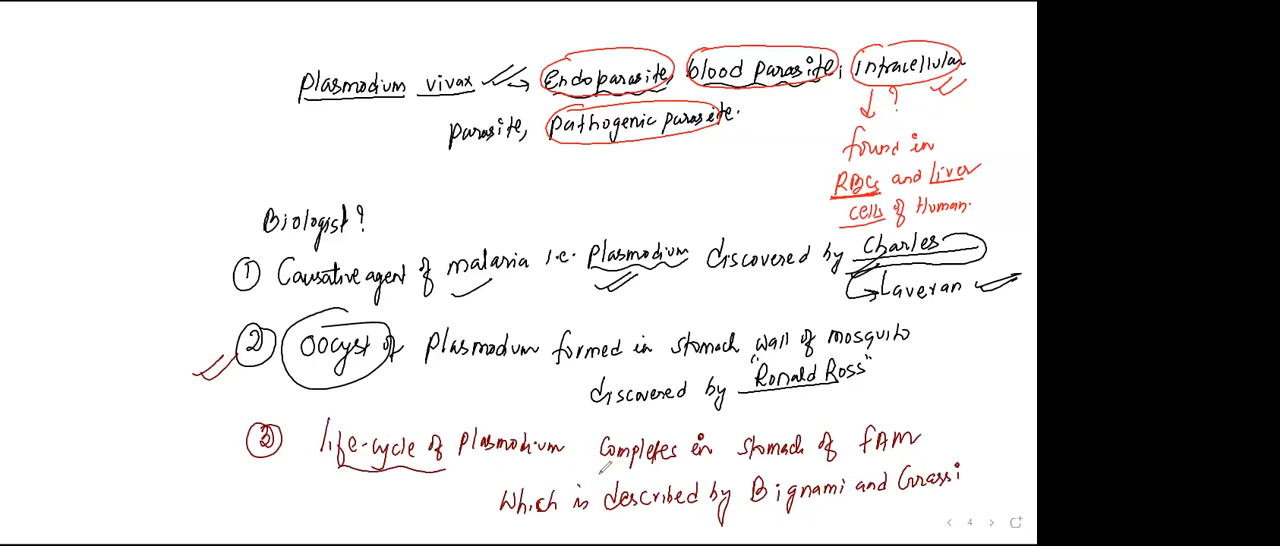 Plasmodium vivax → Endoparasite, blood parasite, intracellular
parasite, pathogenic parasite.
?
found in
RBCs and Liver
cells of Human.
Biologist?
① Causative agent of malaria i.e. Plasmodium discovered by Charles
→ Laveran
② Oocyst of Plasmodum formed in stomach wall of mosquito
discovered by "Ronald Ross"
③ life-cycle of Plasmodium Completes in stomach of fAM
Which is described by Bignami and Grassi
< 4 >